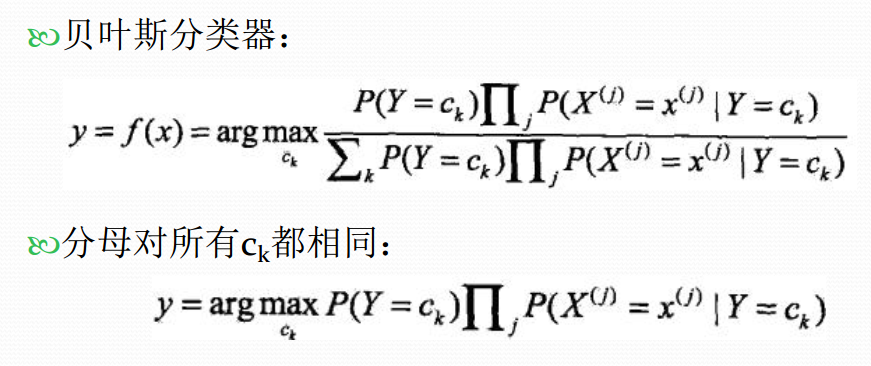 贝叶斯分类器：
y = f(x) = arg max_{c_k} \frac{P(Y = c_k)∏_j P(X^{(j)} = x^{(j)} | Y = c_k)}{∑_k P(Y = c_k)∏_j P(X^{(j)} = x^{(j)} | Y = c_k)}
分母对所有c_k都相同：
y = arg max_{c_k} P(Y = c_k)∏_j P(X^{(j)} = x^{(j)} | Y = c_k)